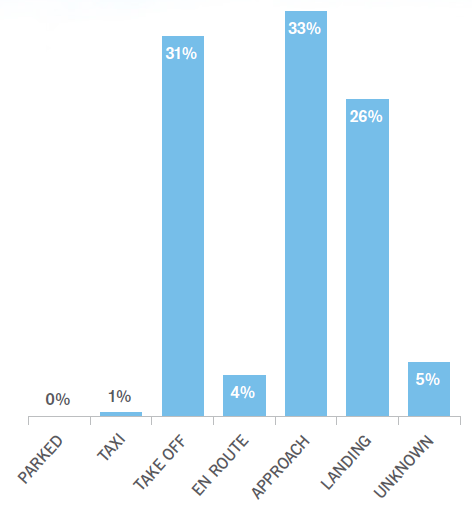 0%
1%
31%
4%
33%
26%
5%
PARKED
TAXI
TAKE OFF
EN ROUTE
APPROACH
LANDING
UNKNOWN